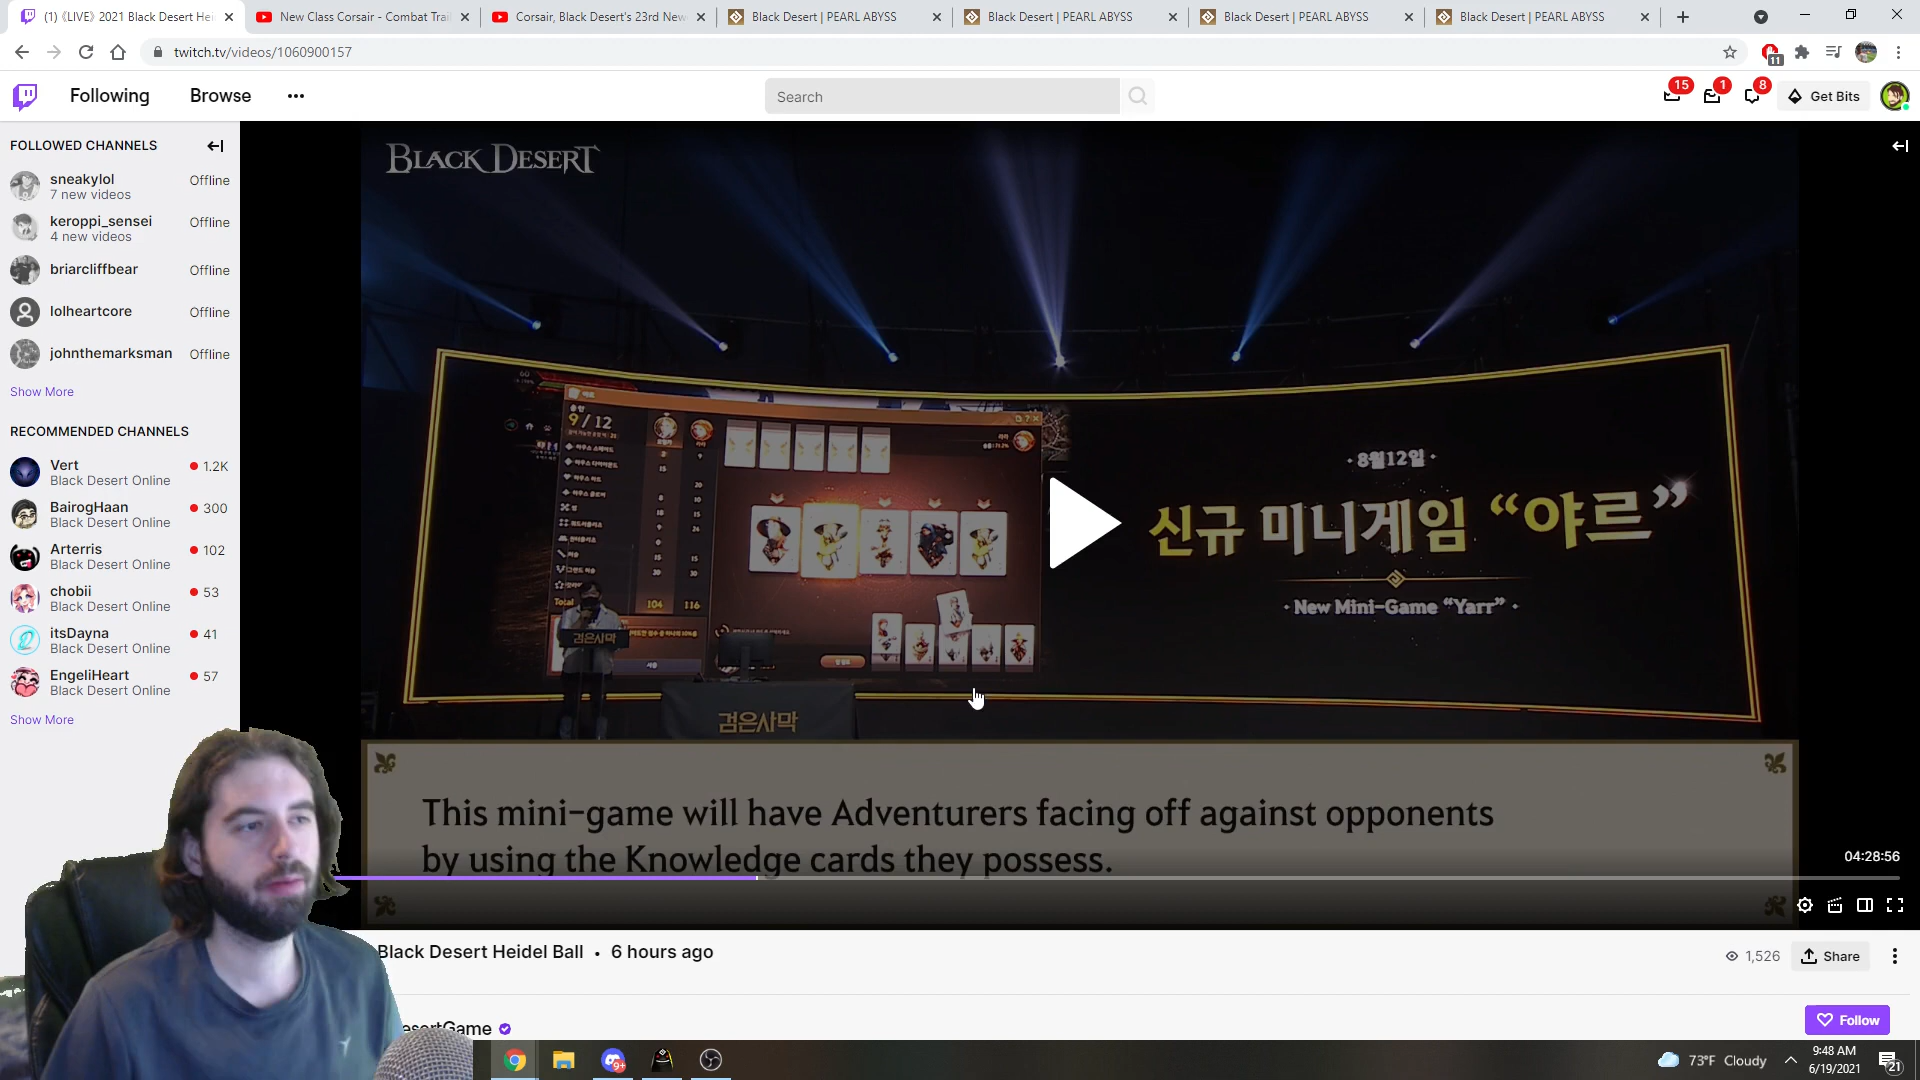 (1) 《LIVE》 2021 Black Desert Hei
New Class Corsair - Combat Trail
Corsair, Black Desert's 23rd New
Black Desert | PEARL ABYSS
Black Desert | PEARL ABYSS
Black Desert | PEARL ABYSS
Black Desert | PEARL ABYSS
twitch.tv/videos/1060900157
11
Following
Browse
Search
15
1
8
Get Bits
FOLLOWED CHANNELS
sneakylol
Offline
7 new videos
keroppi_sensei
Offline
4 new videos
briarcliffbear
Offline
lolheartcore
Offline
johnthemarksman
Offline
Show More
RECOMMENDED CHANNELS
Vert
1.2K
Black Desert Online
BairogHaan
300
Black Desert Online
Arterris
102
Black Desert Online
chobii
53
Black Desert Online
itsDayna
41
Black Desert Online
EngeliHeart
57
Black Desert Online
Show More
BLACK DESERT
9/12
Total
104
116
검은사막
검은사막
·8월12일·
신규 미니게임 “야르”
· New Mini-Game “Yarr” ·
This mini-game will have Adventurers facing off against opponents
by using the Knowledge cards they possess.
04:28:56
Black Desert Heidel Ball • 6 hours ago
1,526
Share
esertGame
Follow
9+
73°F Cloudy
9:48 AM
6/19/2021
21